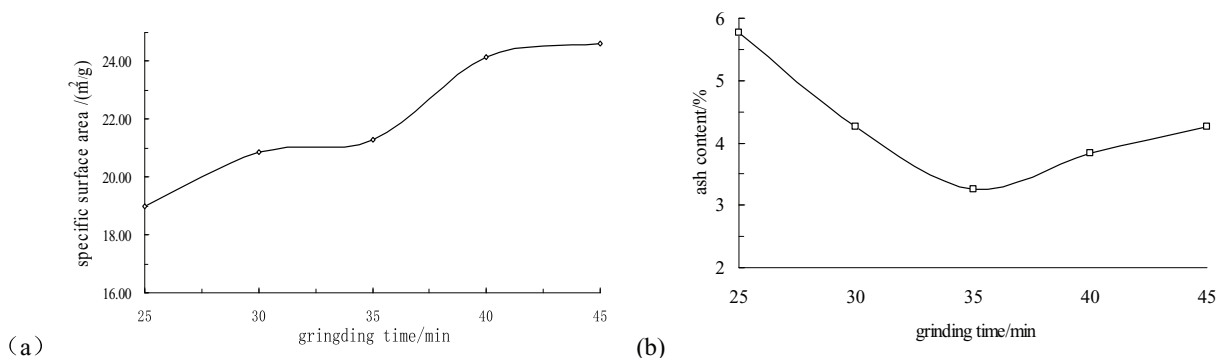 24.00
22.00
20.00
18.00
16.00
specific surface area /(m²/g)
25 30 35 40 45
gringding time/min
(a)
6
5
4
3
2
ash content/%
25 30 35 40 45
grinding time/min
(b)